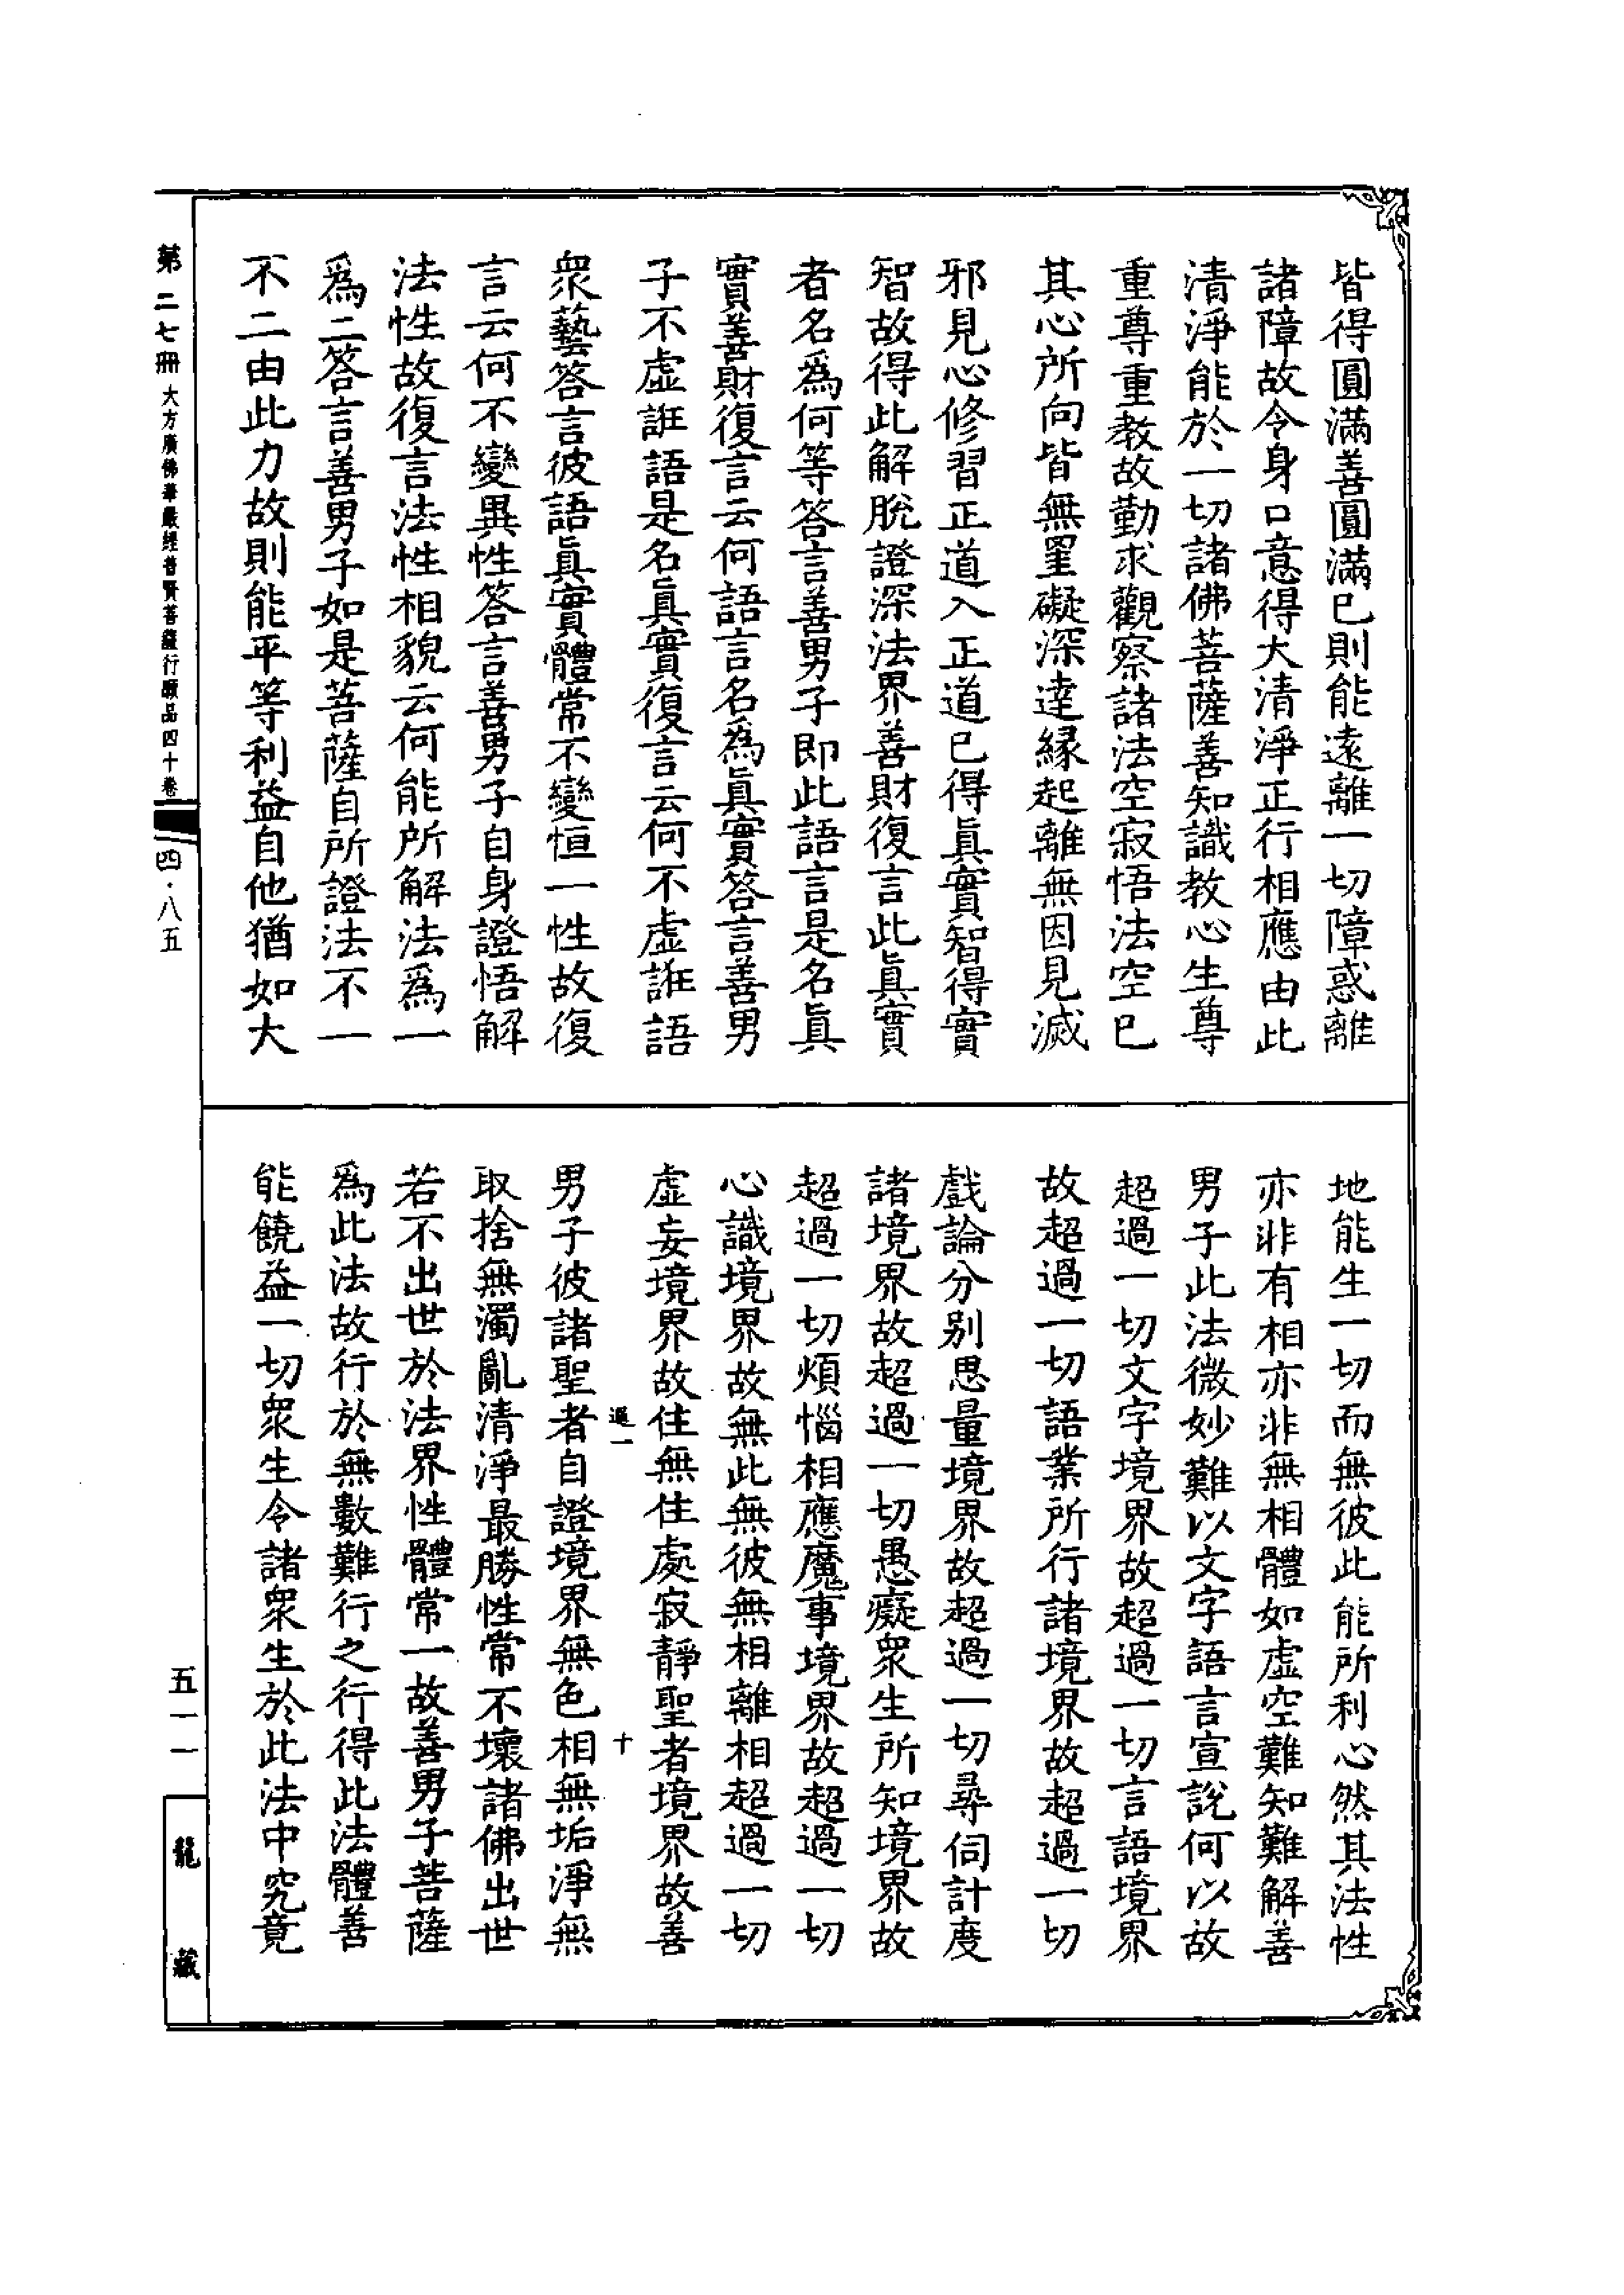 皆得圓滿善圓滿已則能遠離一切障惑離
諸障故令身口意得大清淨正行相應由此
清淨能於一切諸佛菩薩善知識教心生尊
重尊重教故勤求觀察諸法空寂悟法空已
其心所向皆無罣礙深達緣起離無因見滅
邪見心修習正道入正道已得眞實智得實
智故得此解脫證深法界善財復言此眞實
者名爲何等答言善男子即此語言是名眞
實善財復言云何語言名爲眞實答言善男
子不虛誑語是名眞實復言云何不虛誑語
衆藝答言彼語眞實體常不變恒一性故復
言云何不變異性答言善男子自身證悟解
法性故復言法性相貌云何能所解法爲一
爲二答言善男子如是菩薩自所證法不一
不二由此力故則能平等利益自他猶如大
地能生一切而無彼此能所利心然其法性
亦非有相亦非無相體如虛空難知難解善
男子此法微妙難以文字語言宣說何以故
超過一切文字境界故超過一切言語境界
故超過一切語業所行諸境界故超過一切
戲論分別思量境界故超過一切尋伺計度
諸境界故超過一切愚癡衆生所知境界故
超過一切煩惱相應魔事境界故超過一切
心識境界故無此無彼無相離相超過一切
虛妄境界故住無住處寂靜聖者境界故善
男子彼諸聖者自證境界無色相無垢淨無
取捨無濁亂清淨最勝性常不壞諸佛出世
若不出世於法界性體常一故善男子菩薩
爲此法故行於無數難行之行得此法體善
能饒益一切衆生令諸衆生於此法中究竟
十
第二七冊 大方廣佛華嚴經普賢菩薩行願品四十卷 四·八五
五一一
龍藏